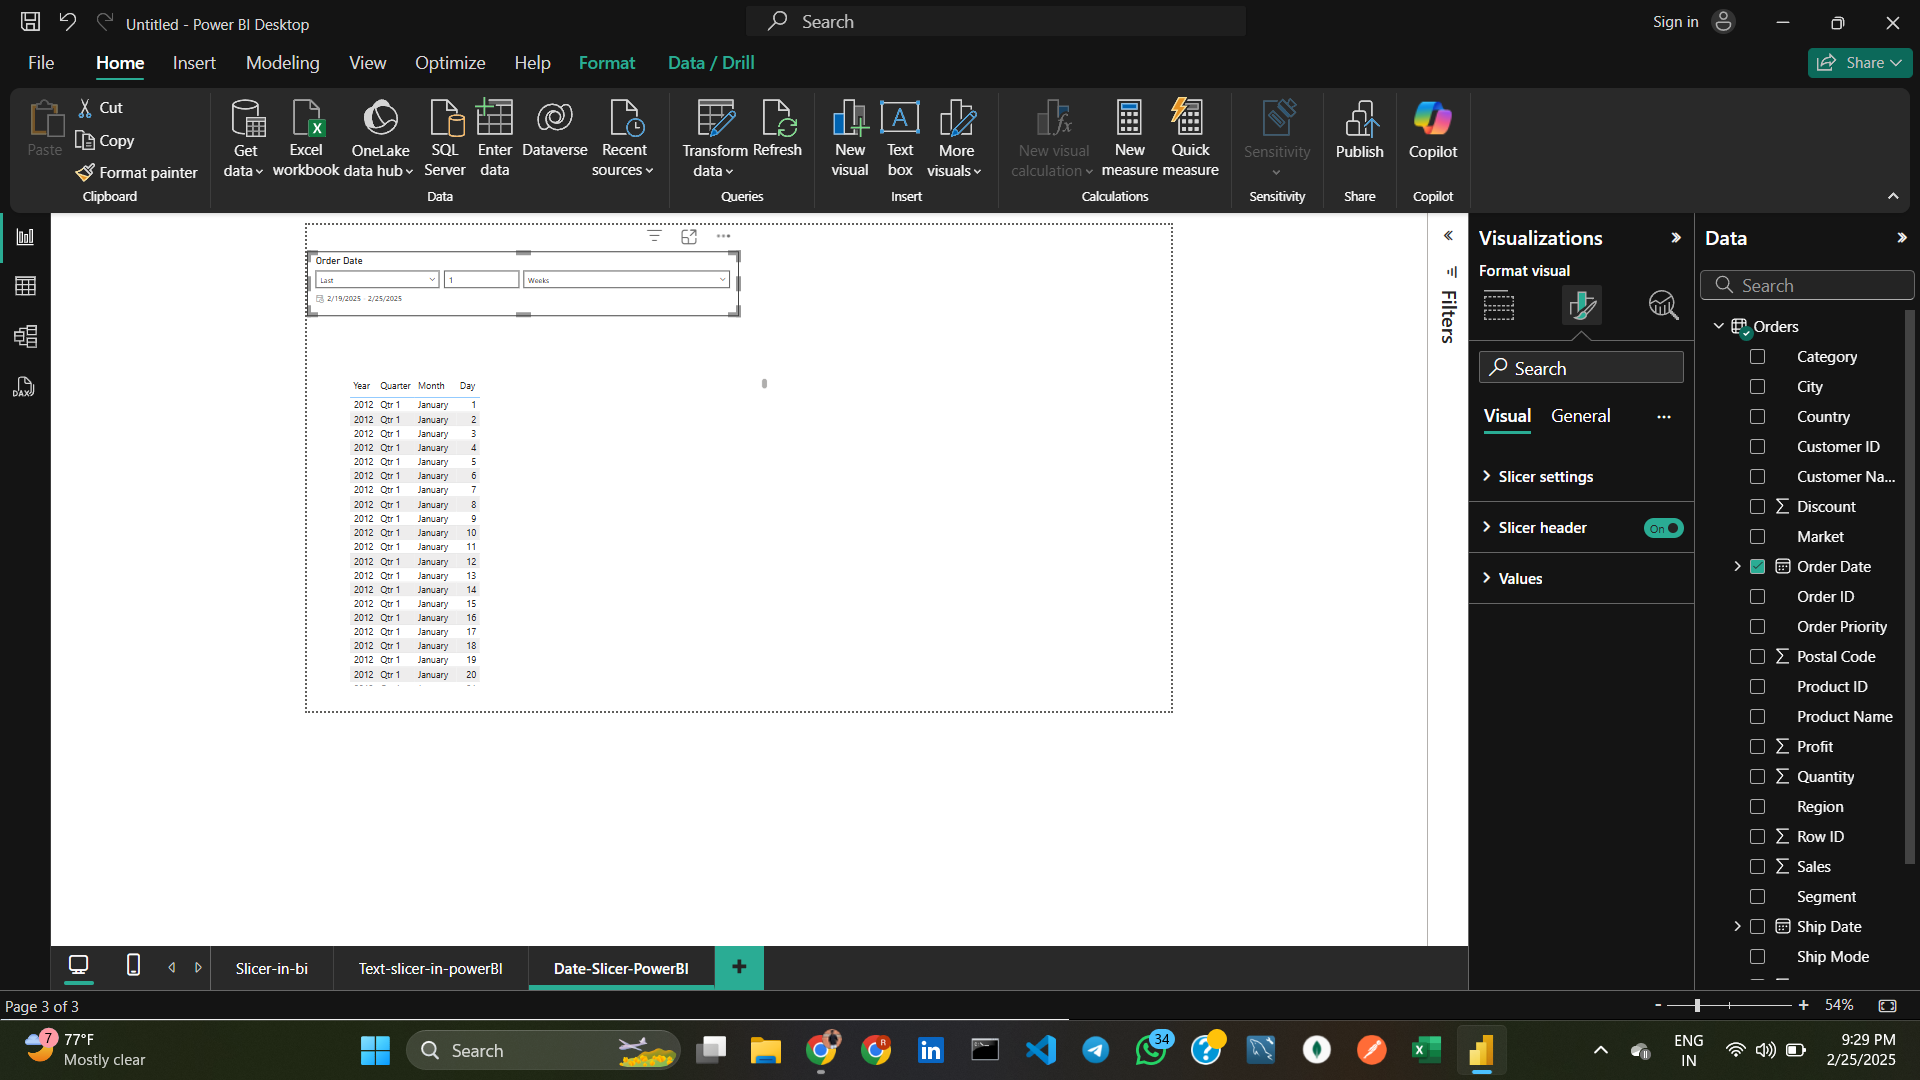 Untitled - Power BI Desktop
Search
Sign in
File
Home
Insert
Modeling
View
Optimize
Help
Format
Data / Drill
Share
Paste
Cut
Copy
Format painter
Clipboard
Get data
Excel workbook
OneLake data hub
SQL Server
Enter data
Dataverse
Recent sources
Data
Transform data
Refresh
Queries
New visual
Text box
More visuals
Insert
New visual calculation
New measure
Quick measure
Calculations
Sensitivity
Sensitivity
Publish
Share
Copilot
Copilot
Order Date
Last
1
Weeks
2/19/2025 - 2/25/2025
Year Quarter Month Day
2012 Qtr 1 January 1
2012 Qtr 1 January 2
2012 Qtr 1 January 3
2012 Qtr 1 January 4
2012 Qtr 1 January 5
2012 Qtr 1 January 6
2012 Qtr 1 January 7
2012 Qtr 1 January 8
2012 Qtr 1 January 9
2012 Qtr 1 January 10
2012 Qtr 1 January 11
2012 Qtr 1 January 12
2012 Qtr 1 January 13
2012 Qtr 1 January 14
2012 Qtr 1 January 15
2012 Qtr 1 January 16
2012 Qtr 1 January 17
2012 Qtr 1 January 18
2012 Qtr 1 January 19
2012 Qtr 1 January 20
Filters
Visualizations
Format visual
Search
Visual
General
Slicer settings
Slicer header
On
Values
Data
Search
Orders
Category
City
Country
Customer ID
Customer Na...
Discount
Market
Order Date
Order ID
Order Priority
Postal Code
Product ID
Product Name
Profit
Quantity
Region
Row ID
Sales
Segment
Ship Date
Ship Mode
Slicer-in-bi
Text-slicer-in-powerBI
Date-Slicer-PowerBI
Page 3 of 3
54%
7
77°F
Mostly clear
Search
34
ENG
IN
9:29 PM
2/25/2025